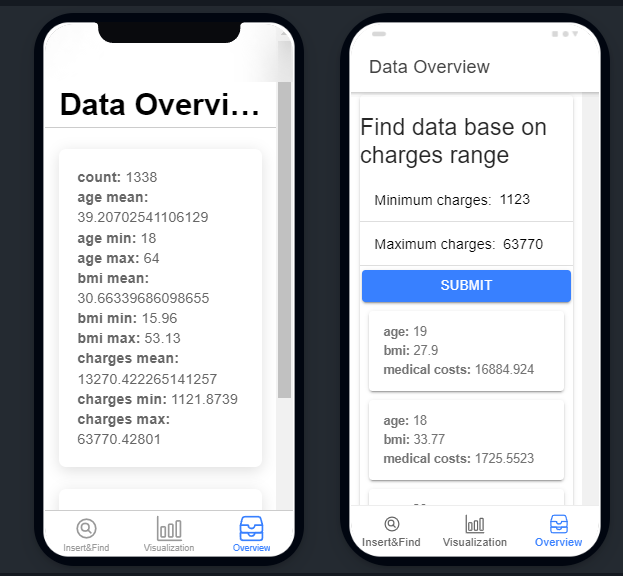 Data Overvi...
count: 1338
age mean:
39.20702541106129
age min: 18
age max: 64
bmi mean:
30.66339686098655
bmi min: 15.96
bmi max: 53.13
charges mean:
13270.422265141257
charges min: 1121.8739
charges max:
63770.42801
Insert&Find
Visualization
Overview
Data Overview
Find data base on
charges range
Minimum charges: 1123
Maximum charges: 63770
SUBMIT
age: 19
bmi: 27.9
medical costs: 16884.924
age: 18
bmi: 33.77
medical costs: 1725.5523
Insert&Find
Visualization
Overview